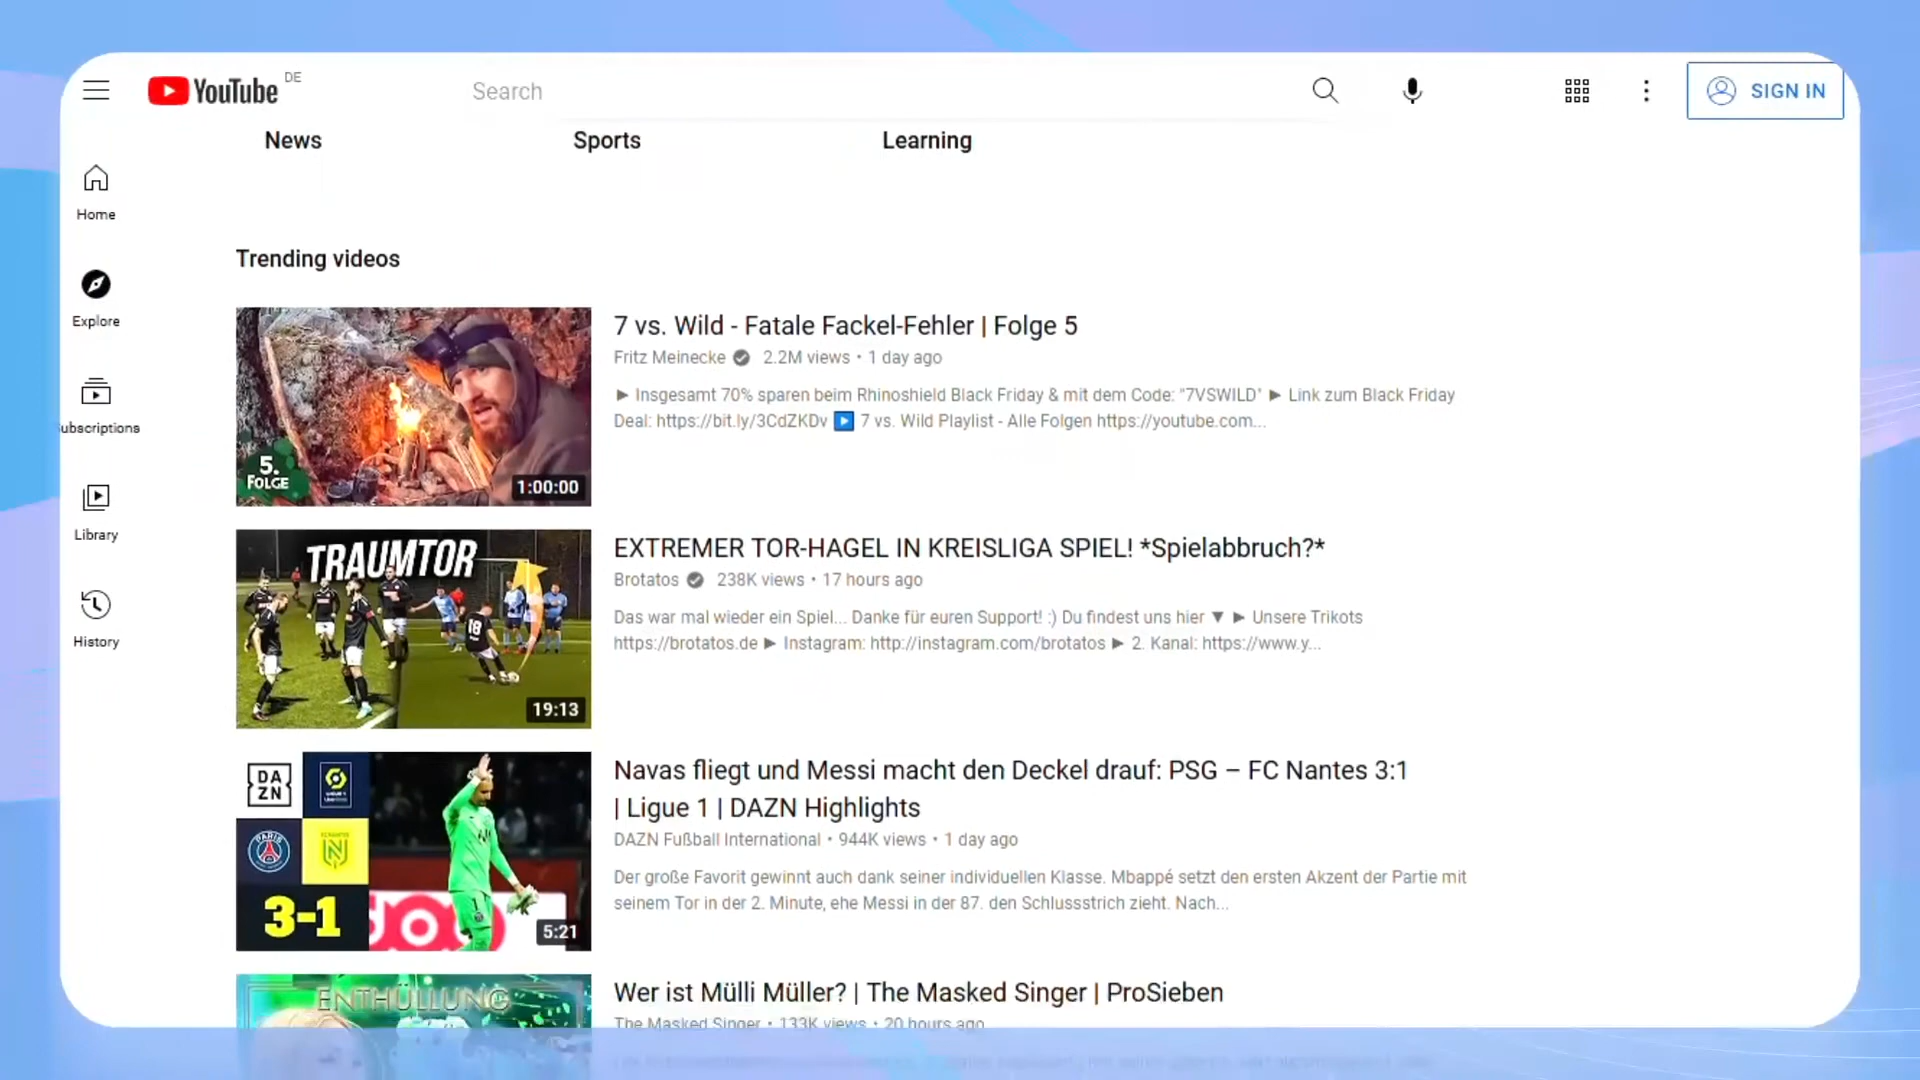 YouTube DE
Search
SIGN IN
News
Sports
Learning
Home
Explore
ubscriptions
Library
History
Trending videos
5.
FOLGE
1:00:00
7 vs. Wild - Fatale Fackel-Fehler | Folge 5
Fritz Meinecke 2.2M views • 1 day ago
► Insgesamt 70% sparen beim Rhinoshield Black Friday & mit dem Code: "7VSWILD" ► Link zum Black Friday
Deal: https://bit.ly/3CdZKDv ▶ 7 vs. Wild Playlist - Alle Folgen https://youtube.com...
TRAUMTOR
18
19:13
EXTREMER TOR-HAGEL IN KREISLIGA SPIEL! *Spielabbruch?*
Brotatos 238K views • 17 hours ago
Das war mal wieder ein Spiel... Danke für euren Support! :) Du findest uns hier ▼ ► Unsere Trikots
https://brotatos.de ► Instagram: http://instagram.com/brotatos ► 2. Kanal: https://www.y...
DA
ZN
PARIS
3-1
1
5:21
Navas fliegt und Messi macht den Deckel drauf: PSG – FC Nantes 3:1
| Ligue 1 | DAZN Highlights
DAZN Fußball International • 944K views • 1 day ago
Der große Favorit gewinnt auch dank seiner individuellen Klasse. Mbappé setzt den ersten Akzent der Partie mit
seinem Tor in der 2. Minute, ehe Messi in der 87. den Schlussstrich zieht. Nach...
ENTHÜLLUNG
Wer ist Mülli Müller? | The Masked Singer | ProSieben
The Masked Singer • 133K views • 20 hours ago